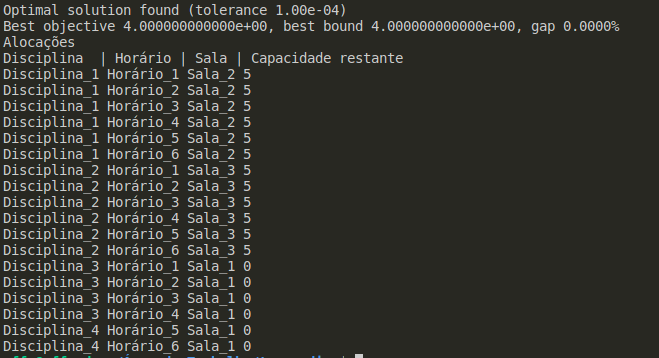 Optimal solution found (tolerance 1.00e-04)
Best objective 4.000000000000e+00, best bound 4.000000000000e+00, gap 0.0000%
Alocações
Disciplina  | Horário | Sala | Capacidade restante
Disciplina_1 Horário_1 Sala_2 5
Disciplina_1 Horário_2 Sala_2 5
Disciplina_1 Horário_3 Sala_2 5
Disciplina_1 Horário_4 Sala_2 5
Disciplina_1 Horário_5 Sala_2 5
Disciplina_1 Horário_6 Sala_2 5
Disciplina_2 Horário_1 Sala_3 5
Disciplina_2 Horário_2 Sala_3 5
Disciplina_2 Horário_3 Sala_3 5
Disciplina_2 Horário_4 Sala_3 5
Disciplina_2 Horário_5 Sala_3 5
Disciplina_2 Horário_6 Sala_3 5
Disciplina_3 Horário_1 Sala_1 0
Disciplina_3 Horário_2 Sala_1 0
Disciplina_3 Horário_3 Sala_1 0
Disciplina_3 Horário_4 Sala_1 0
Disciplina_4 Horário_5 Sala_1 0
Disciplina_4 Horário_6 Sala_1 0